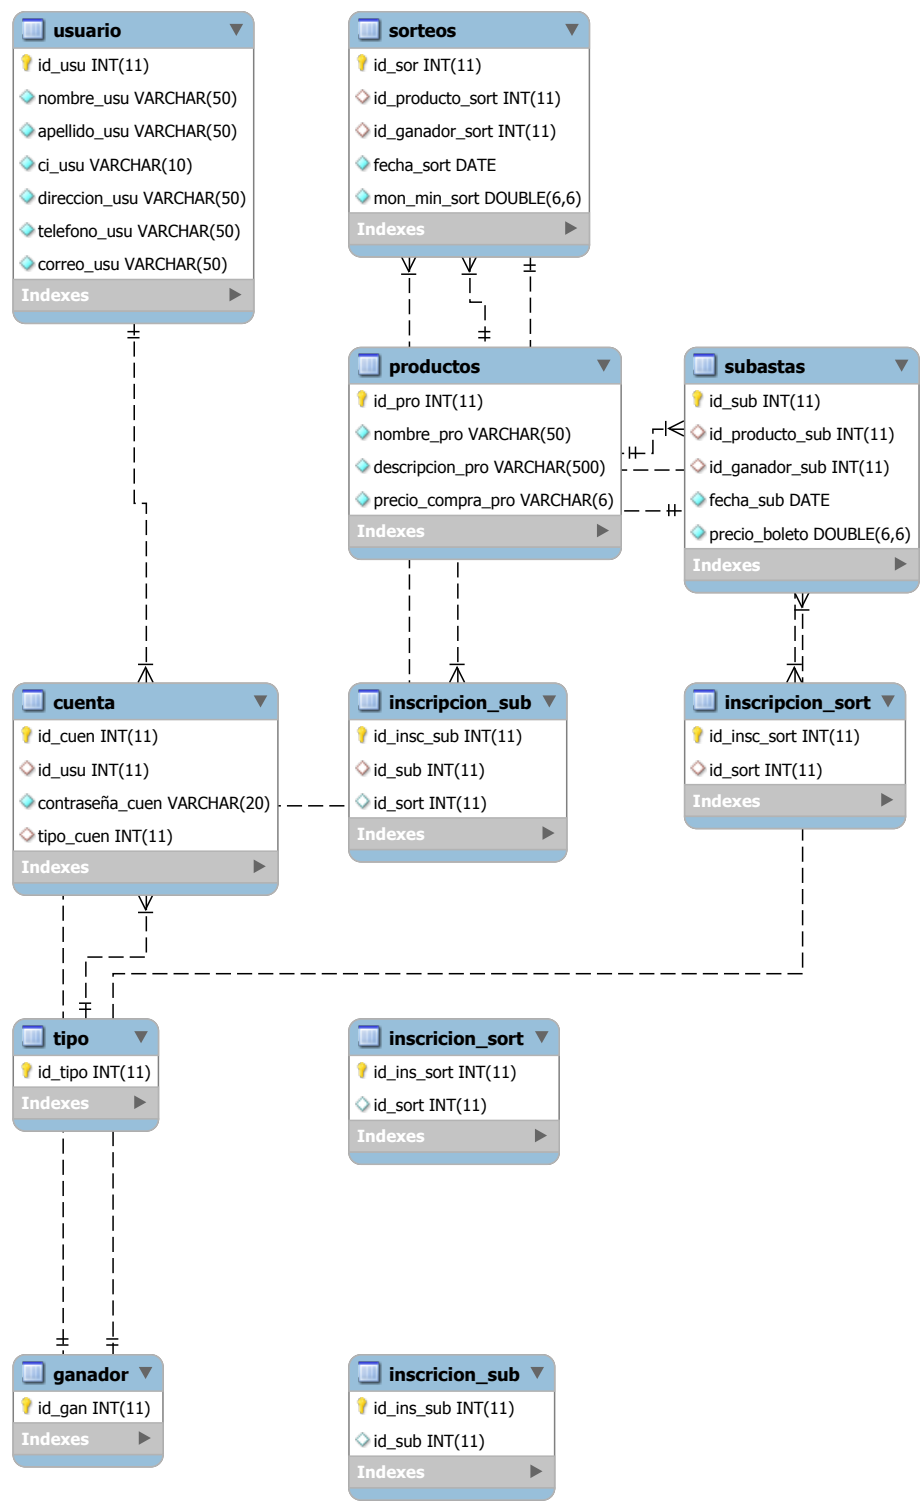 usuario
id_usu INT(11)
nombre_usu VARCHAR(50)
apellido_usu VARCHAR(50)
ci_usu VARCHAR(10)
direccion_usu VARCHAR(50)
telefono_usu VARCHAR(50)
correo_usu VARCHAR(50)
Indexes
sorteos
id_sor INT(11)
id_producto_sort INT(11)
id_ganador_sort INT(11)
fecha_sort DATE
mon_min_sort DOUBLE(6,6)
Indexes
productos
id_pro INT(11)
nombre_pro VARCHAR(50)
descripcion_pro VARCHAR(500)
precio_compra_pro VARCHAR(6)
Indexes
subastas
id_sub INT(11)
id_producto_sub INT(11)
id_ganador_sub INT(11)
fecha_sub DATE
precio_boleto DOUBLE(6,6)
Indexes
cuenta
id_cuen INT(11)
id_usu INT(11)
contraseña_cuen VARCHAR(20)
tipo_cuen INT(11)
Indexes
inscripcion_sub
id_insc_sub INT(11)
id_sub INT(11)
id_sort INT(11)
Indexes
inscripcion_sort
id_insc_sort INT(11)
id_sort INT(11)
Indexes
tipo
id_tipo INT(11)
Indexes
inscricion_sort
id_ins_sort INT(11)
id_sort INT(11)
Indexes
ganador
id_gan INT(11)
Indexes
inscricion_sub
id_ins_sub INT(11)
id_sub INT(11)
Indexes